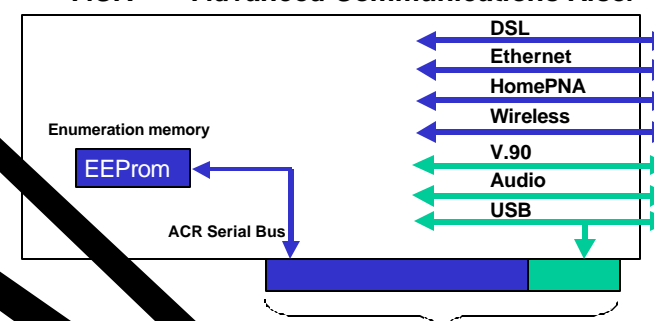 DSL
Ethernet
HomePNA
Wireless
Enumeration memory
V.90
EEProm
Audio
USB
ACR Serial Bus